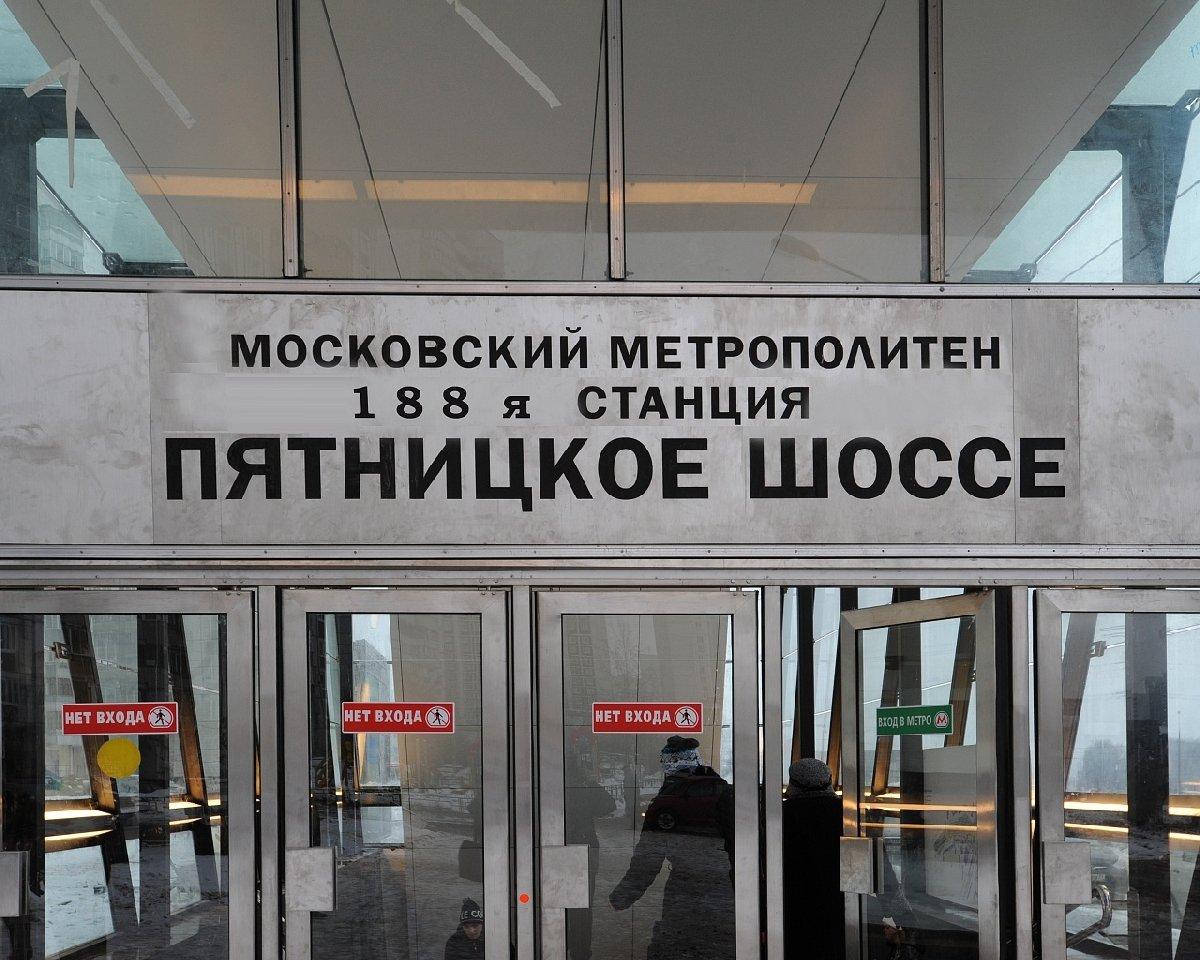 МОСКОВСКИЙ МЕТРОПОЛИТЕН
188 я СТАНЦИЯ
ПЯТНИЦКОЕ ШОССЕ
НЕТ ВХОДА
НЕТ ВХОДА
НЕТ ВХОДА
ВХОД В МЕТРО М